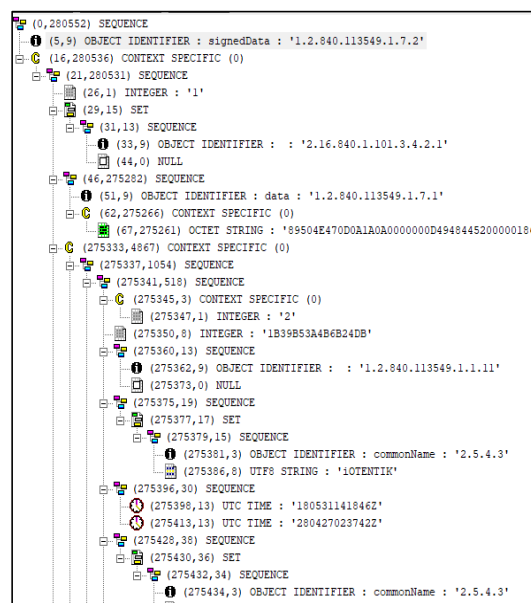 (0,280552) SEQUENCE
(5,9) OBJECT IDENTIFIER : signedData : '1.2.840.113549.1.7.2'
(16,280536) CONTEXT SPECIFIC (0)
(21,280531) SEQUENCE
(26,1) INTEGER : '1'
(29,15) SET
(31,13) SEQUENCE
(33,9) OBJECT IDENTIFIER : : '2.16.840.1.101.3.4.2.1'
(44,0) NULL
(46,275282) SEQUENCE
(51,9) OBJECT IDENTIFIER : data : '1.2.840.113549.1.7.1'
(62,275266) CONTEXT SPECIFIC (0)
(67,275261) OCTET STRING : '89504E470D0A1A0A0000000D4948445200000184
(275333,4867) CONTEXT SPECIFIC (0)
(275337,1054) SEQUENCE
(275341,518) SEQUENCE
(275345,3) CONTEXT SPECIFIC (0)
(275347,1) INTEGER : '2'
(275350,8) INTEGER : '1B39B53A4B6B24DB'
(275360,13) SEQUENCE
(275362,9) OBJECT IDENTIFIER : : '1.2.840.113549.1.1.11'
(275373,0) NULL
(275375,19) SEQUENCE
(275377,17) SET
(275379,15) SEQUENCE
(275381,3) OBJECT IDENTIFIER : commonName : '2.5.4.3'
(275386,8) UTF8 STRING : 'iOTENTIK'
(275396,30) SEQUENCE
(275398,13) UTC TIME : '180531141846Z'
(275413,13) UTC TIME : '280427023742Z'
(275428,38) SEQUENCE
(275430,36) SET
(275432,34) SEQUENCE
(275434,3) OBJECT IDENTIFIER : commonName : '2.5.4.3'